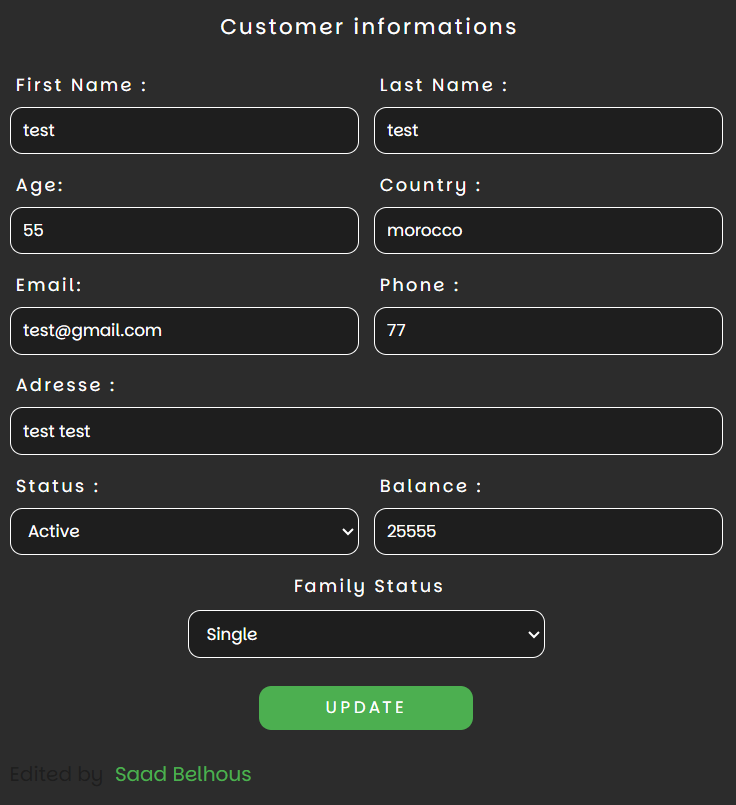 Customer informations
First Name : Last Name :
test test
Age: Country :
55 morocco
Email: Phone :
test@gmail.com 77
Adresse :
test test
Status : Balance :
Active 25555
Family Status
Single
UPDATE
Edited by Saad Belhous